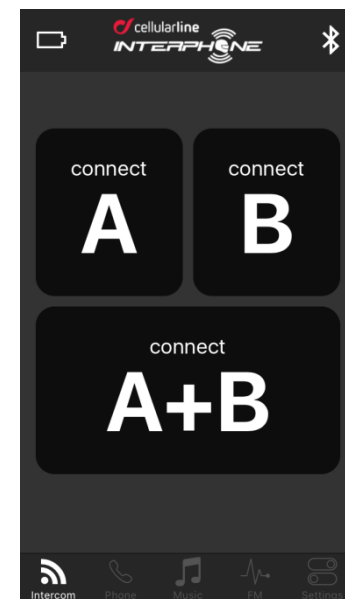 cellularline
INTERPHONE
connect connect
A B
connect
A+B
Intercom Phone Music FM Settings